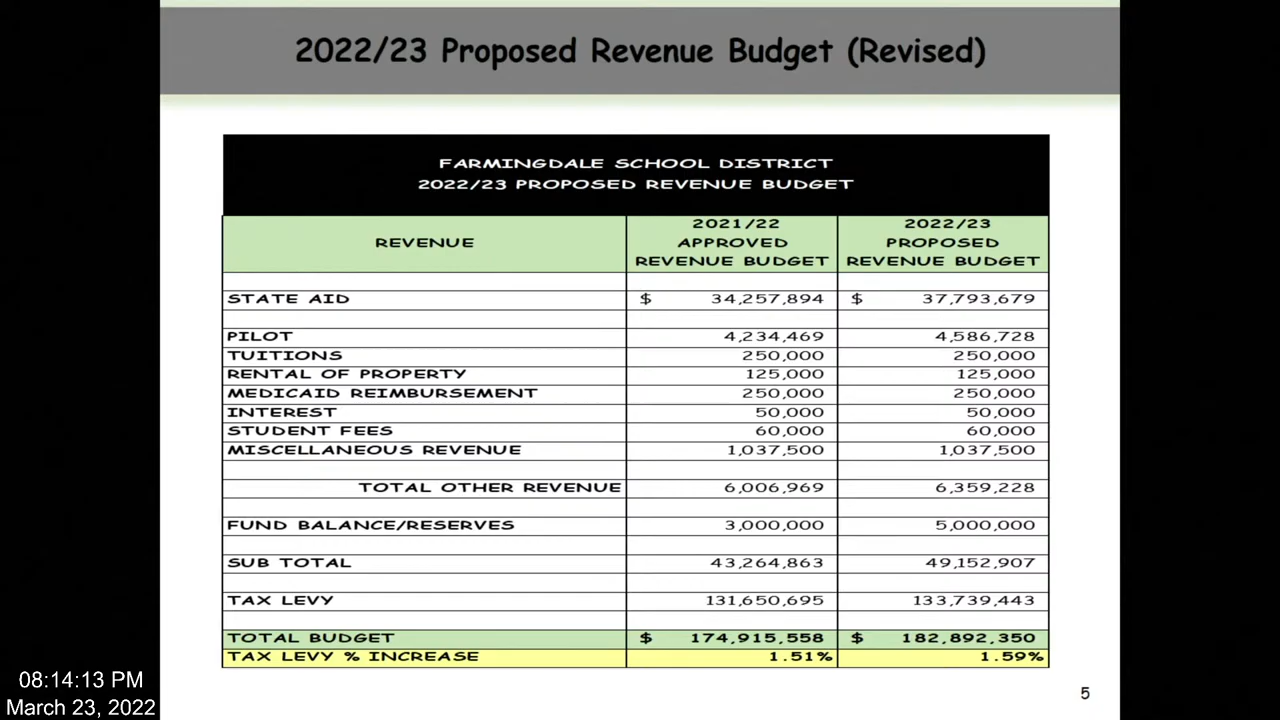 2022/23 Proposed Revenue Budget (Revised)
FARMINGDALE SCHOOL DISTRICT
2022/23 PROPOSED REVENUE BUDGET
REVENUE 2021/22 APPROVED REVENUE BUDGET 2022/23 PROPOSED REVENUE BUDGET
STATE AID $ 34,257,894 $ 37,793,679
PILOT 4,234,469 4,586,728
TUITIONS 250,000 250,000
RENTAL OF PROPERTY 125,000 125,000
MEDICAID REIMBURSEMENT 250,000 250,000
INTEREST 50,000 50,000
STUDENT FEES 60,000 60,000
MISCELLANEOUS REVENUE 1,037,500 1,037,500
TOTAL OTHER REVENUE 6,006,969 6,359,228
FUND BALANCE/RESERVES 3,000,000 5,000,000
SUB TOTAL 43,264,863 49,152,907
TAX LEVY 131,650,695 133,739,443
TOTAL BUDGET $ 174,915,558 $ 182,892,350
TAX LEVY % INCREASE 1.51% 1.59%
08:14:13 PM
March 23, 2022
5